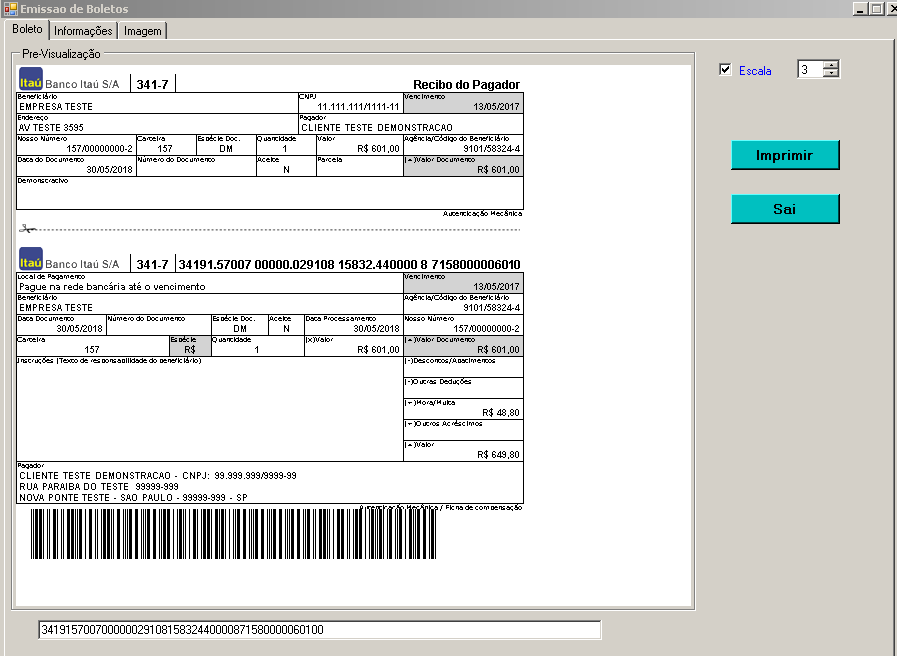 Emissao de Boletos
Boleto Informações Imagem
Pre-Visualização
Itaú Banco Itaú S/A 341-7 Recibo do Pagador
Beneficiário CNPJ Vencimento
EMPRESA TESTE 11.111.111/1111-11 13/05/2017
Endereço Pagador
AV TESTE 3595 CLIENTE TESTE DEMONSTRACAO
Nosso Número Carteira Espécie Doc. Quantidade Valor Agência/Código do Beneficiário
157/00000000-2 157 DM 1 R$ 601,00 9101/58324-4
Data do Documento Número do Documento Aceite Parcela (=)Valor Documento
30/05/2018 N R$ 601,00
Demonstrativo
Autenticação Mecânica
Itaú Banco Itaú S/A 341-7 34191.57007 00000.029108 15832.440000 8 7158000006010
Local de Pagamento Vencimento
Pague na rede bancária até o vencimento 13/05/2017
Beneficiário Agência/Código do Beneficiário
EMPRESA TESTE 9101/58324-4
Data Documento Número do Documento Espécie Doc. Aceite Data Processamento Nosso Número
30/05/2018 DM N 30/05/2018 157/00000000-2
Carteira Espécie Quantidade (x)Valor (=)Valor Documento
157 R$ 1 R$ 601,00 R$ 601,00
Instruções (Texto de responsabilidade do beneficiário) (-)Descontos/Abatimentos
(-)Outras Deduções
(+)Mora/Multa
R$ 48,80
(+)Outros Acréscimos
(=)Valor
R$ 649,80
Pagador
CLIENTE TESTE DEMONSTRACAO - CNPJ: 99.999.999/9999-99
RUA PARAIBA DO TESTE 99999-999
NOVA PONTE TESTE - SAO PAULO - 99999-999 - SP
Autenticação Mecânica / Ficha de compensação
34191570070000002910815832440000871580000060100
Escala 3
Imprimir
Sai